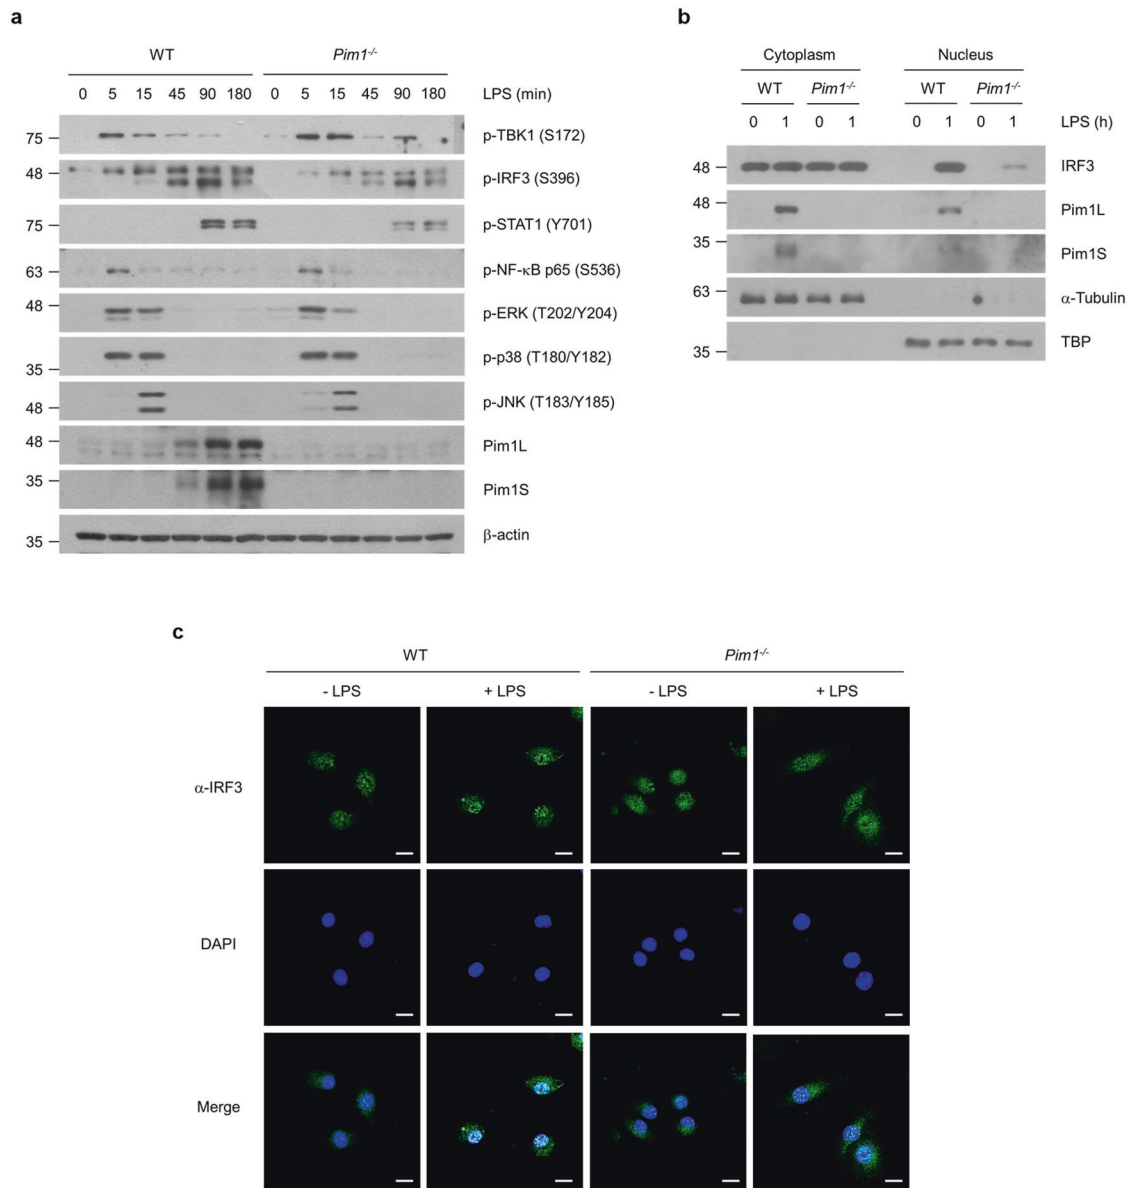 a
WT Pim1-/-
0 5 15 45 90 180 0 5 15 45 90 180 LPS (min)
75 p-TBK1 (S172)
48 p-IRF3 (S396)
75 p-STAT1 (Y701)
63 p-NF-κB p65 (S536)
48 p-ERK (T202/Y204)
35 p-p38 (T180/Y182)
48 p-JNK (T183/Y185)
48 Pim1L
35 Pim1S
35 β-actin
b
Cytoplasm Nucleus
WT Pim1-/- WT Pim1-/-
0 1 0 1 0 1 0 1 LPS (h)
48 IRF3
48 Pim1L
35 Pim1S
63 α-Tubulin
35 TBP
c
WT Pim1-/-
- LPS + LPS - LPS + LPS
α-IRF3
DAPI
Merge